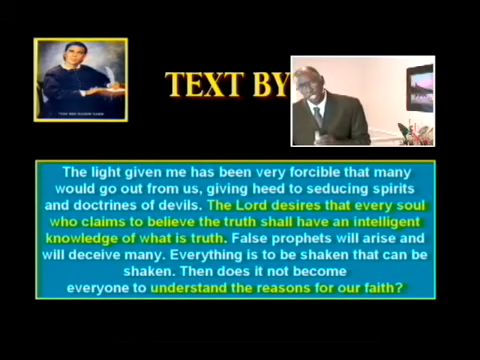 TEXT BY
The light given me has been very forcible that many
would go out from us, giving heed to seducing spirits
and doctrines of devils. The Lord desires that every soul
who claims to believe the truth shall have an intelligent
knowledge of what is truth. False prophets will arise and
will deceive many. Everything is to be shaken that can be
shaken. Then does it not become
everyone to understand the reasons for our faith?